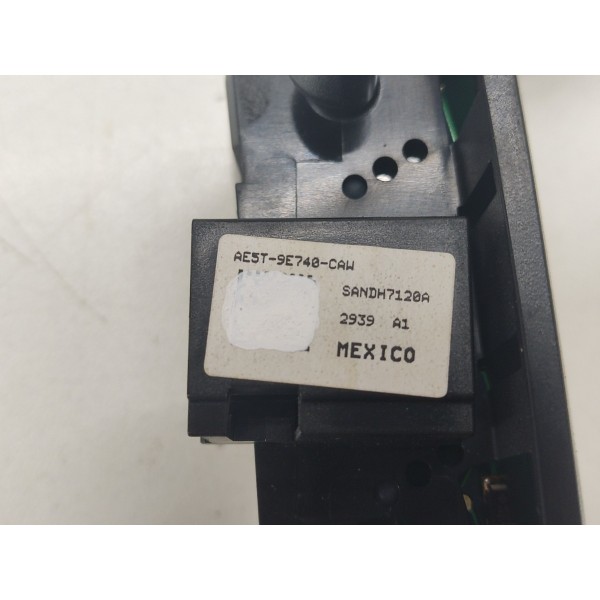 AE5T-9E740-CAW
SANDH7120A
2939 A1
MEXICO